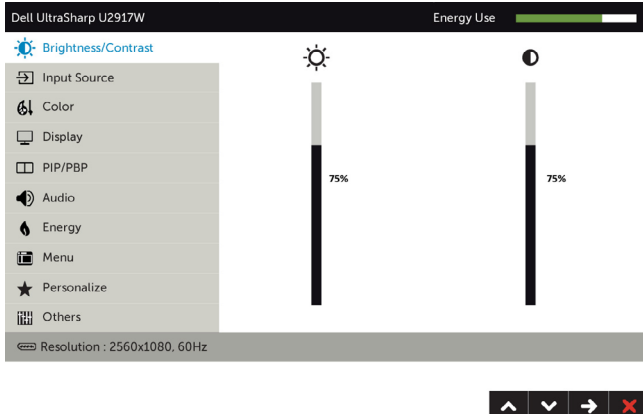 Dell UltraSharp U2917W
Energy Use
Brightness/Contrast
Input Source
Color
Display
PIP/PBP
Audio
Energy
Menu
Personalize
Others
75%
75%
Resolution : 2560x1080, 60Hz